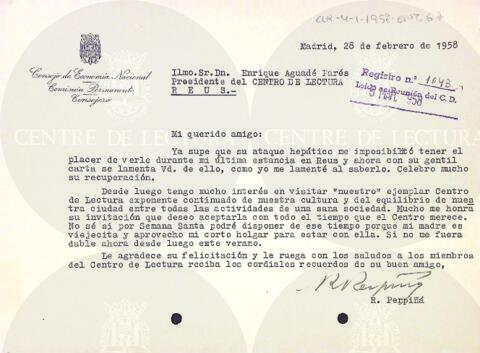 Madrid, 28 de febrero de 1958
Consejo de Economía Nacional
Comisión Permanente
Consejero
Ilmo.Sr.Dn. Enrique Aguadé Parés
Presidente del CENTRO DE LECTURA
R E U S.-
Registro n.º 1043
Leído en Reunión del C. D.
Mi querido amigo:
Ya supe que su ataque hepático me imposibiltó tener el
placer de verle durante mi última estancia en Reus y ahora con su gentil
carta se lamenta Vd. de ello, como yo me lamenté al saberlo. Celebro mucho
su recuperación.
Desde luego tengo mucho interés en visitar "nuestro" ejemplar Centro
de Lectura exponente continuado de nuestra cultura y del equilibrio de nues
tra ciudad entre todas las actividades de una sana sociedad. Mucho me honra
su invitación que deseo aceptarla con todo el tiempo que el Centro merece.
No sé si por Semana Santa podré disponer de ese tiempo porque mi madre es
viejecita y aprovecho mi corto holgar para estar con ella. Si no me fuera
dable ahora desde luego este verano.
Le agradece su felicitación y le ruega con los saludos a los miembros
del Centro de Lectura reciba los cordiales recuerdos de su buen amigo,
R. Perpiñá
R. Perpiñá
CENTRE DE LECTURA